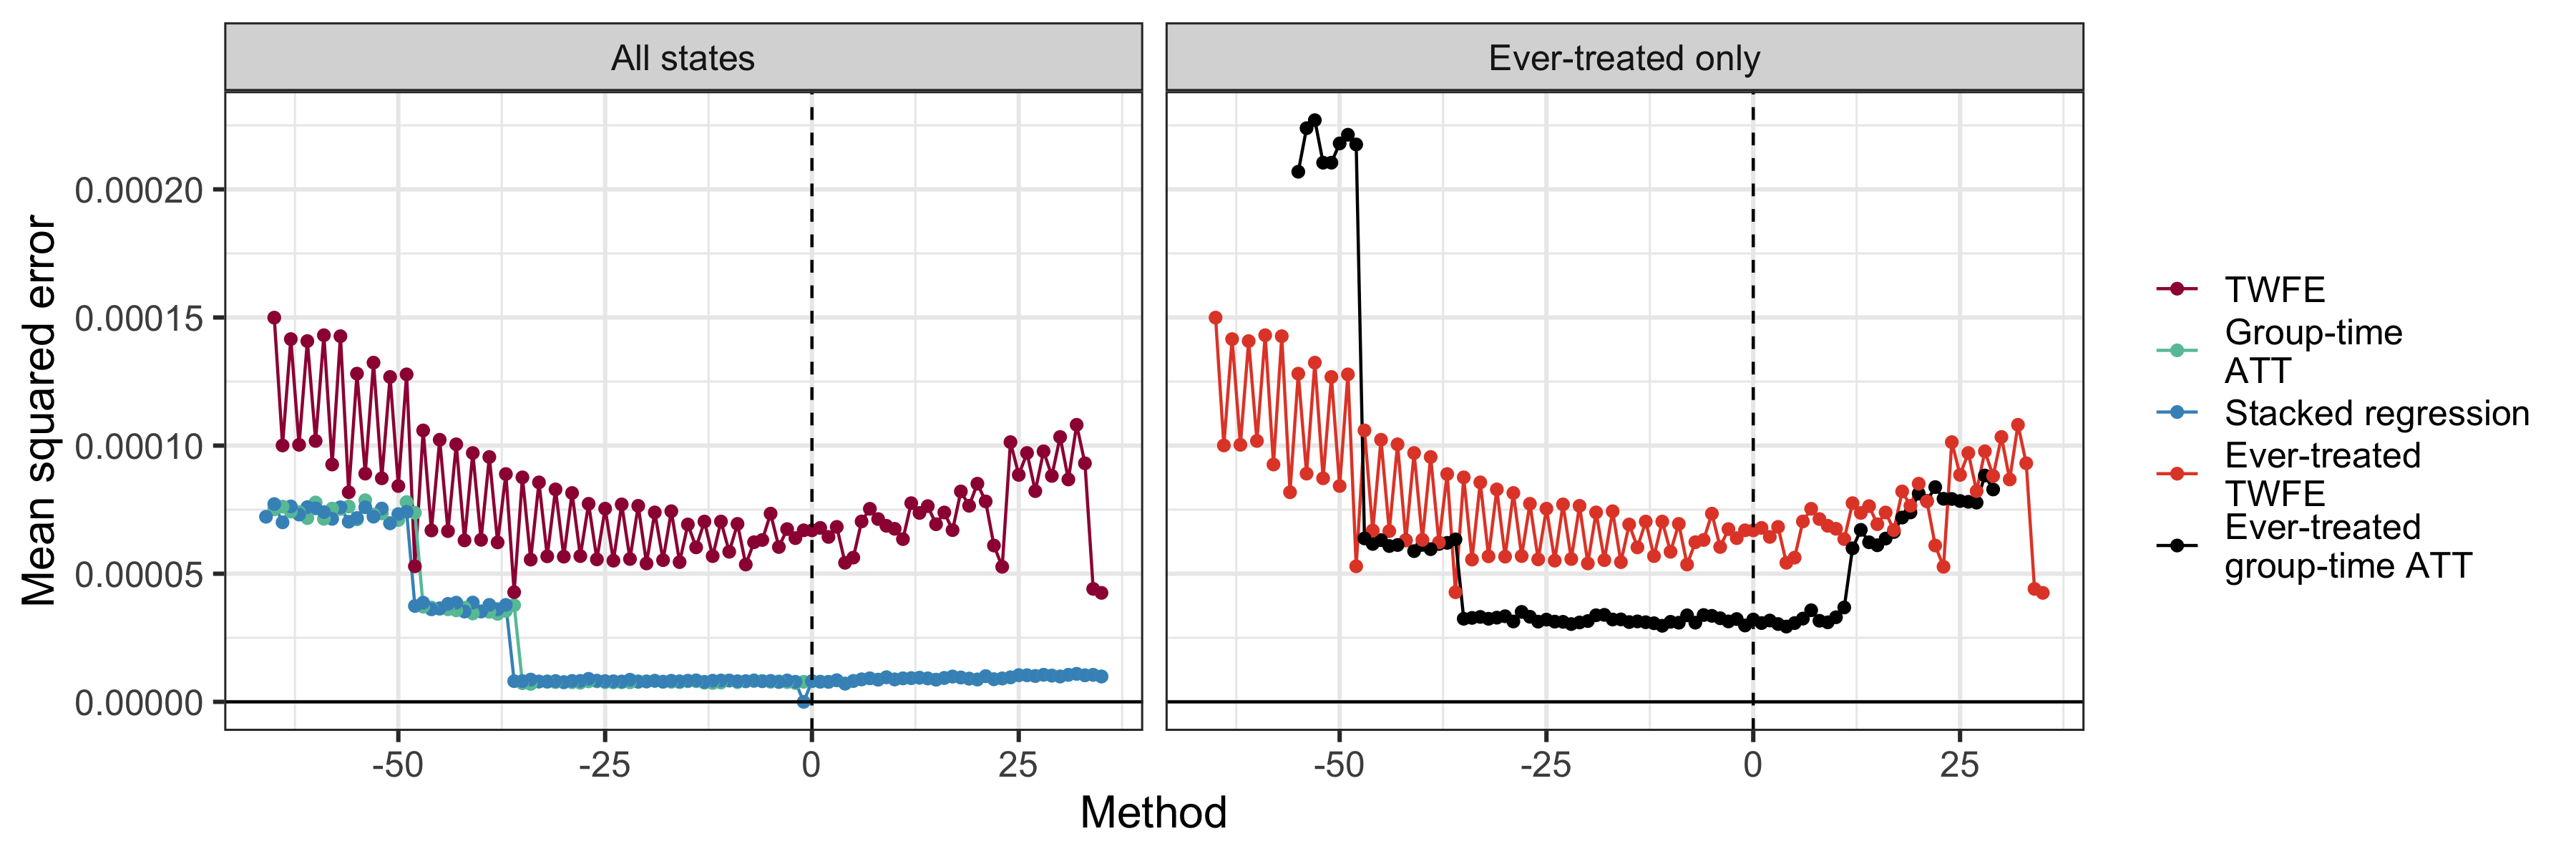 All states
Ever-treated only
Mean squared error
0.00020
0.00015
0.00010
0.00005
0.00000
-50
-25
0
25
-50
-25
0
25
Method
TWFE
Group-time
ATT
Stacked regression
Ever-treated
TWFE
Ever-treated
group-time ATT